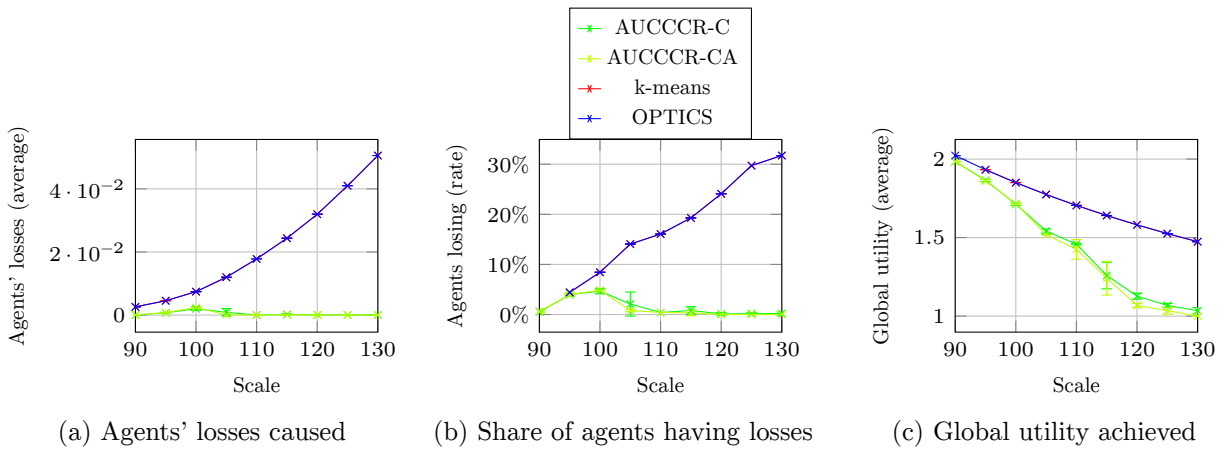 AUCCCR-C
AUCCCR-CA
k-means
OPTICS
Agents' losses (average)
4 · 10⁻²
2 · 10⁻²
0
90 100 110 120 130
Scale
(a) Agents' losses caused
Agents losing (rate)
30%
20%
10%
0%
90 100 110 120 130
Scale
(b) Share of agents having losses
Global utility (average)
2
1.5
1
90 100 110 120 130
Scale
(c) Global utility achieved